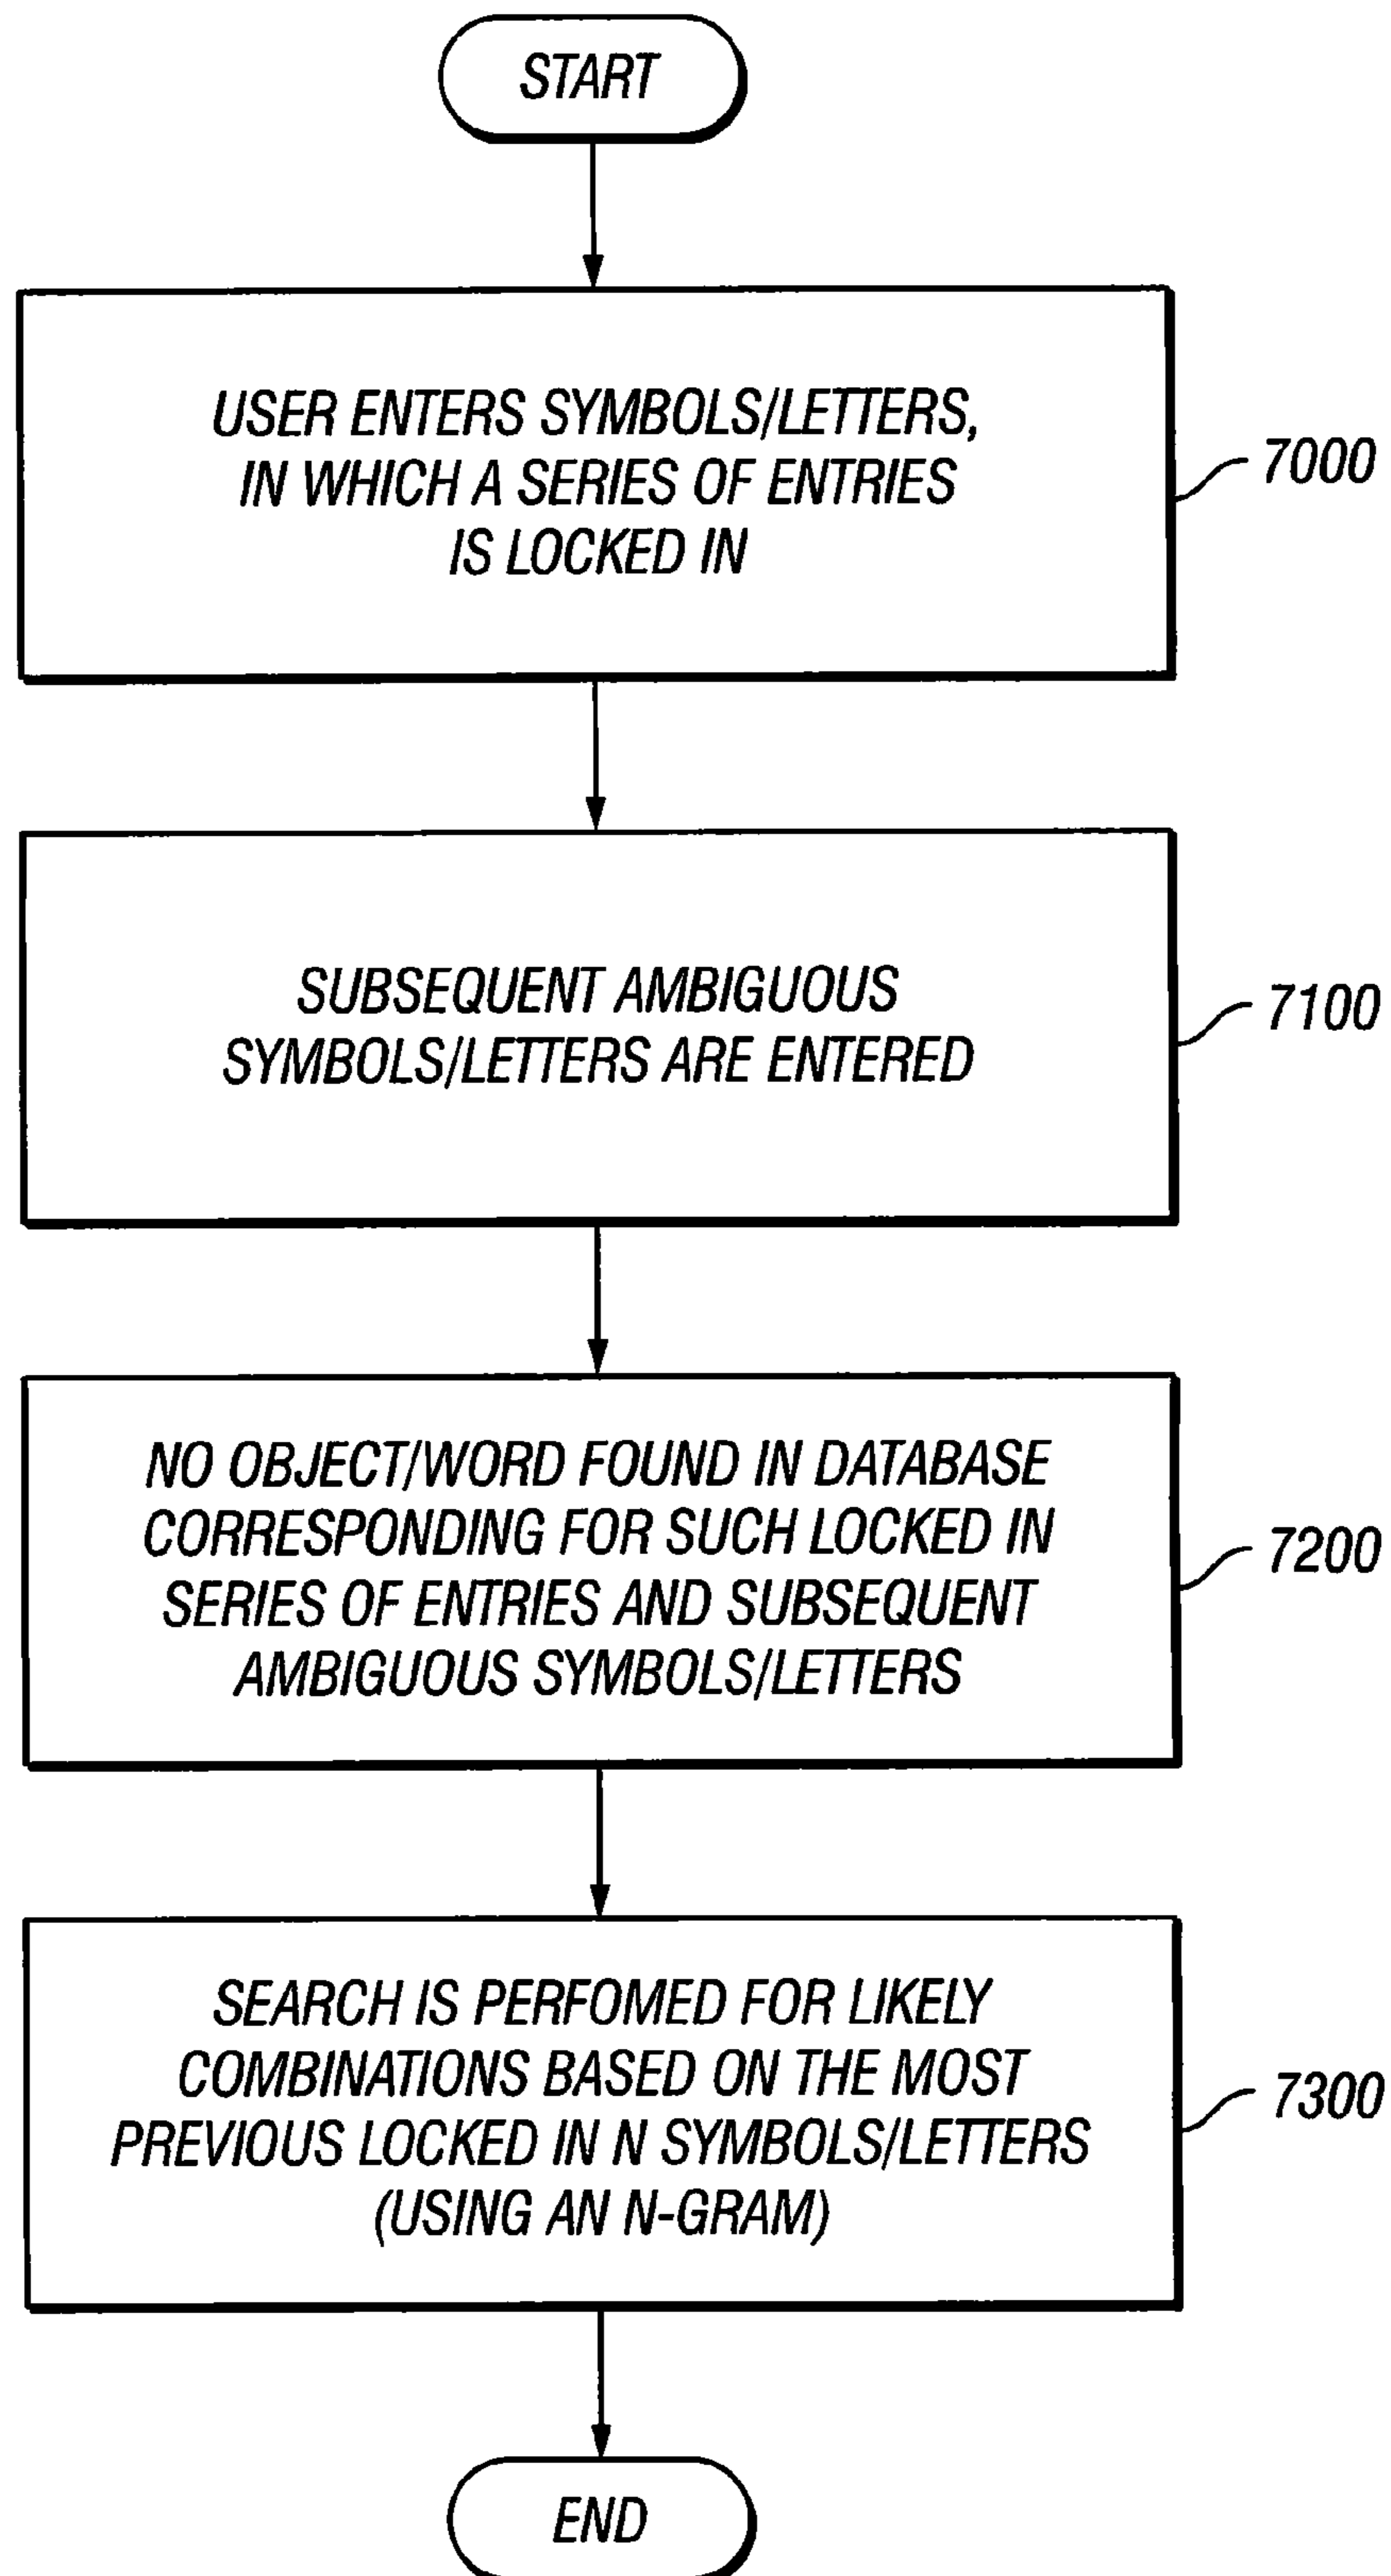 START
USER ENTERS SYMBOLS/LETTERS,
IN WHICH A SERIES OF ENTRIES
IS LOCKED IN
7000
SUBSEQUENT AMBIGUOUS
SYMBOLS/LETTERS ARE ENTERED
7100
NO OBJECT/WORD FOUND IN DATABASE
CORRESPONDING FOR SUCH LOCKED IN
SERIES OF ENTRIES AND SUBSEQUENT
AMBIGUOUS SYMBOLS/LETTERS
7200
SEARCH IS PERFOMED FOR LIKELY
COMBINATIONS BASED ON THE MOST
PREVIOUS LOCKED IN N SYMBOLS/LETTERS
(USING AN N-GRAM)
7300
END